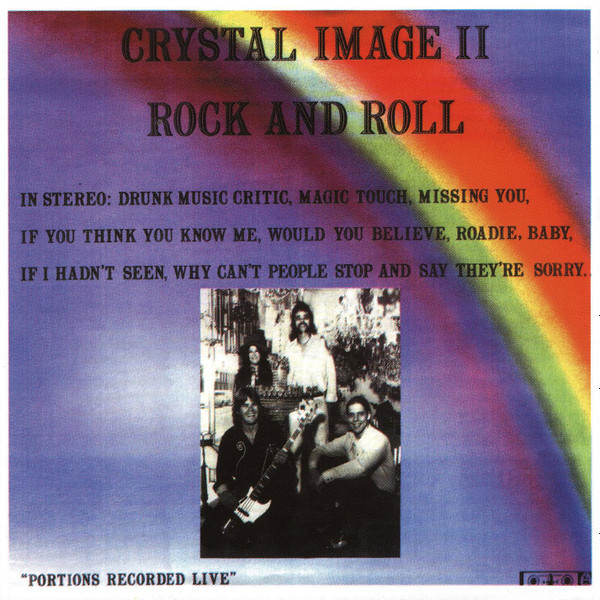 CRYSTAL IMAGE II
ROCK AND ROLL
IN STEREO: DRUNK MUSIC CRITIC, MAGIC TOUCH, MISSING YOU,
IF YOU THINK YOU KNOW ME, WOULD YOU BELIEVE, ROADIE, BABY,
IF I HADN'T SEEN, WHY CAN'T PEOPLE STOP AND SAY THEY'RE SORRY..
"PORTIONS RECORDED LIVE"